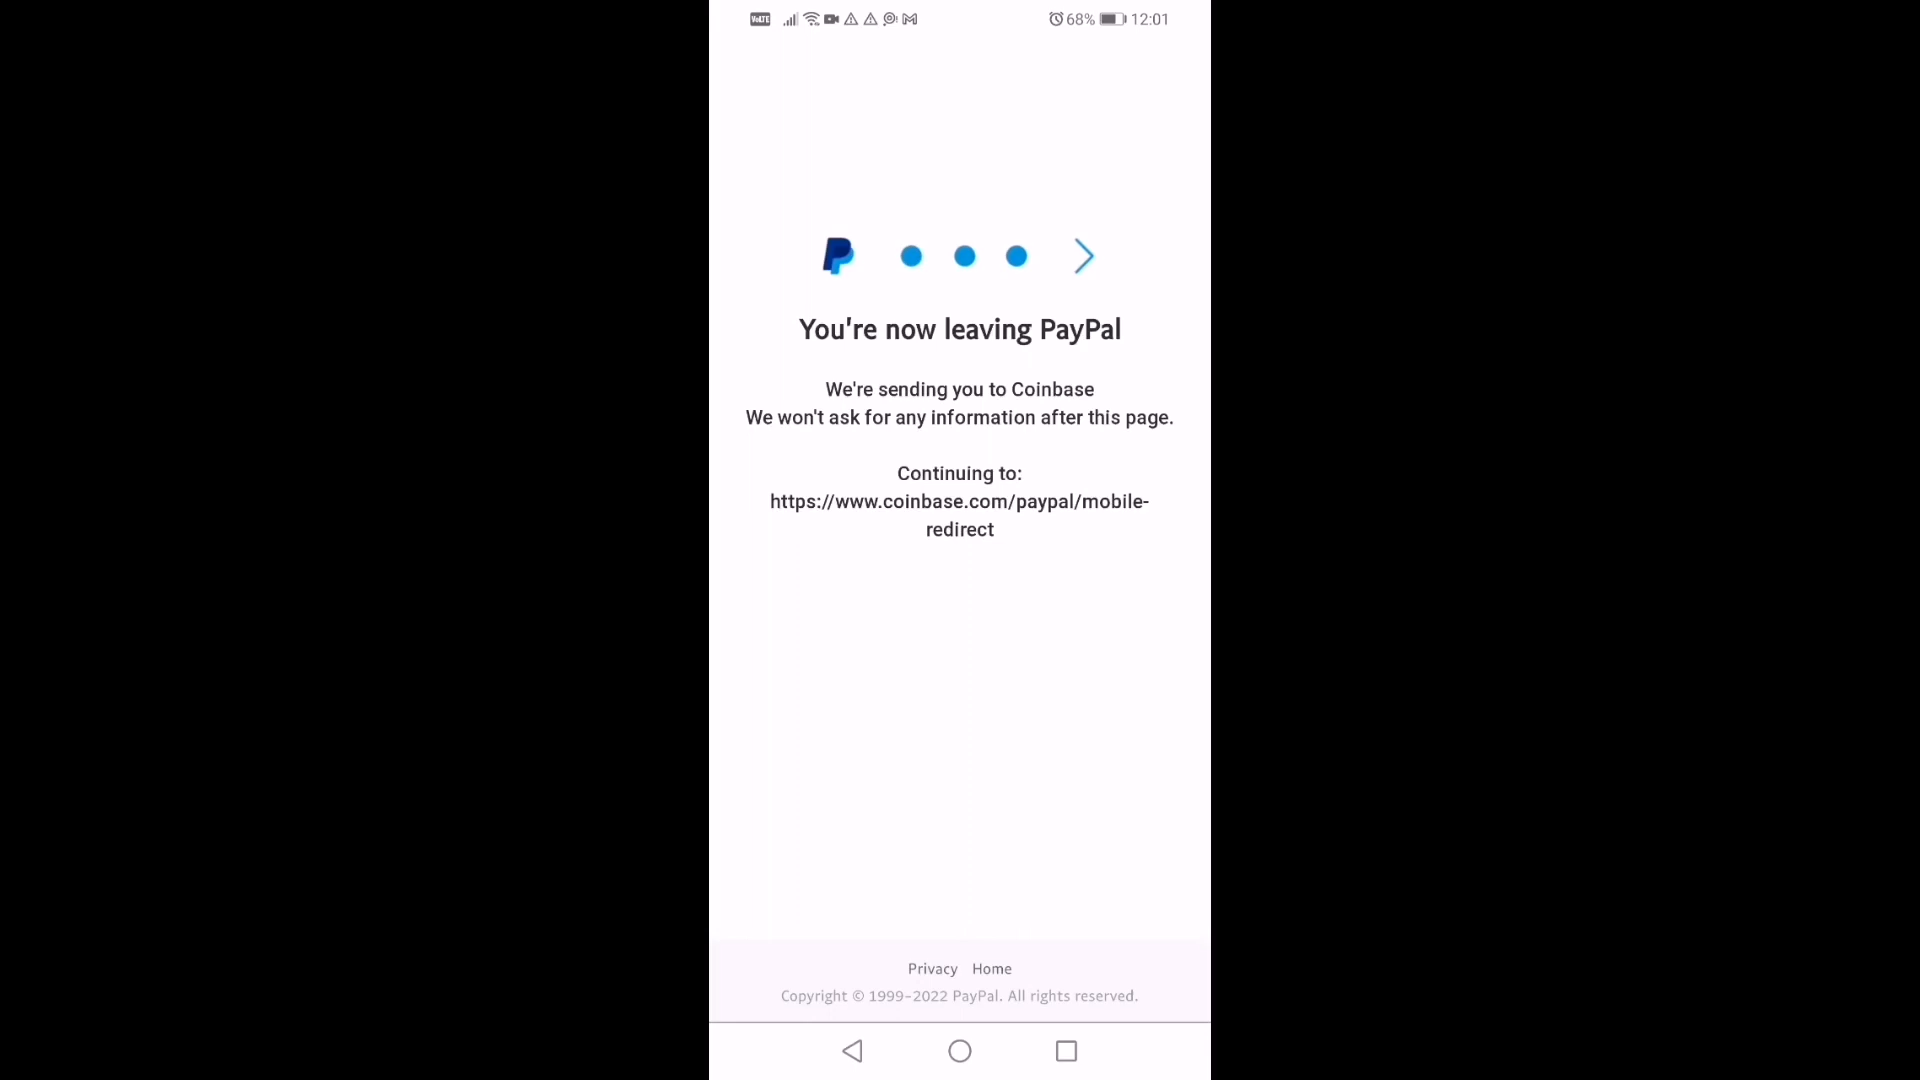 VoLTE 68% 12:01
You're now leaving PayPal
We're sending you to Coinbase
We won't ask for any information after this page.
Continuing to:
https://www.coinbase.com/paypal/mobile-
redirect
Privacy Home
Copyright © 1999-2022 PayPal. All rights reserved.